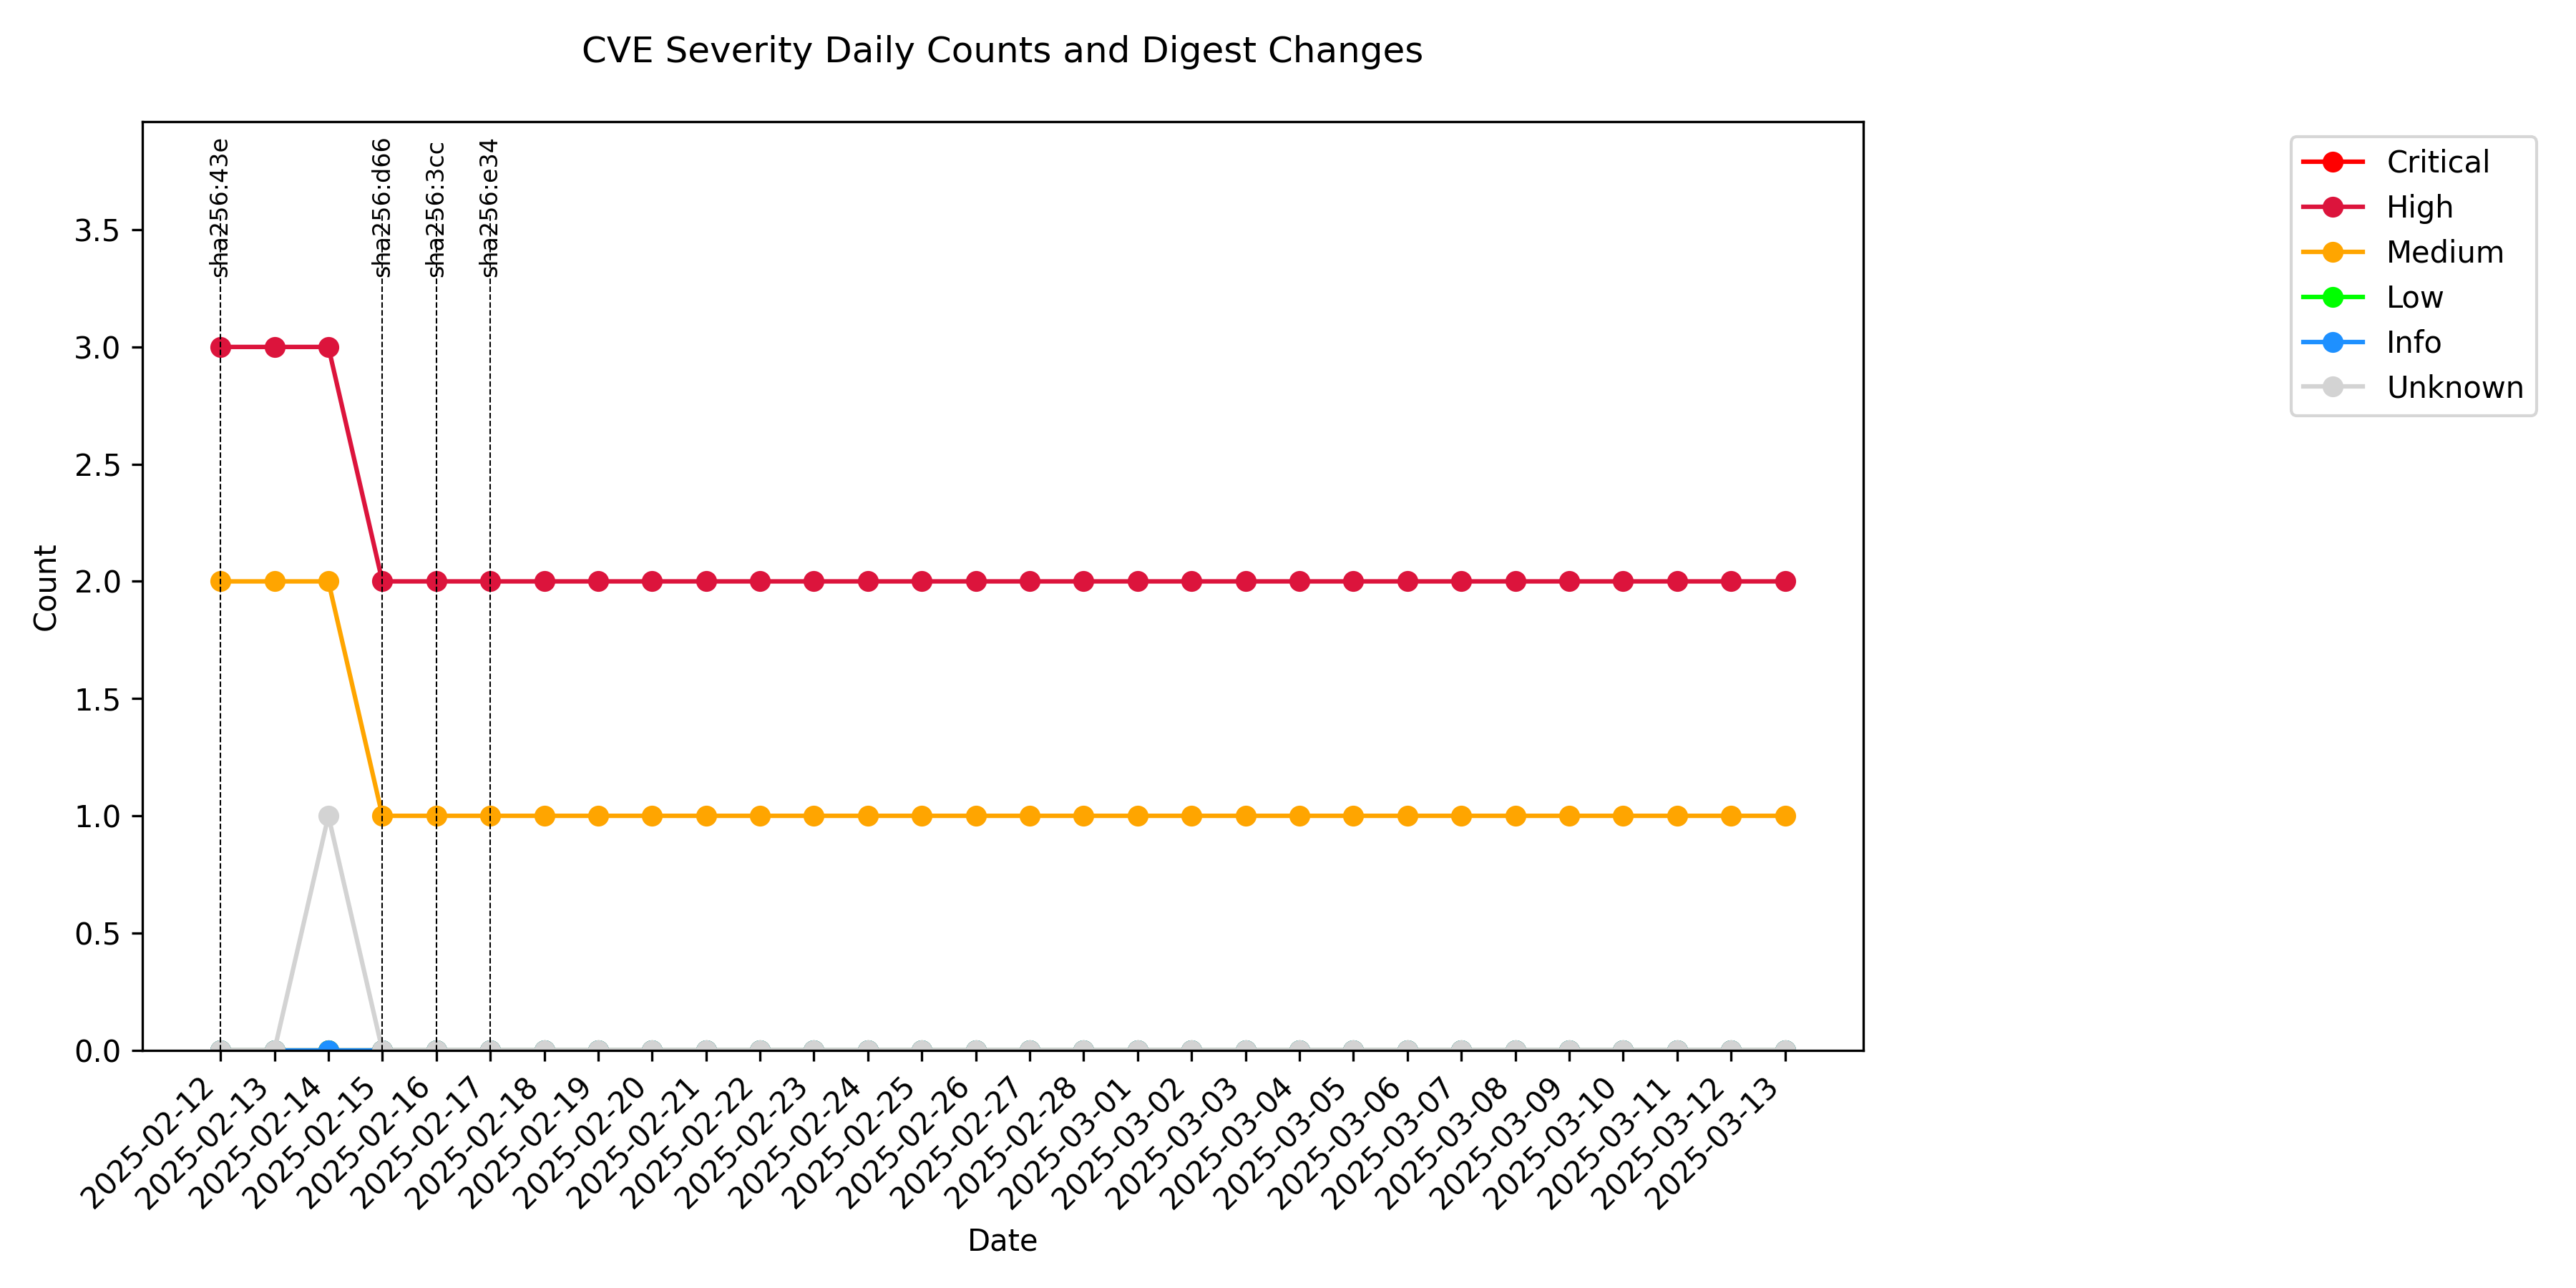 CVE Severity Daily Counts and Digest Changes
sha256:43e
sha256:d66
sha256:3cc
sha256:e34
Critical
High
Medium
Low
Info
Unknown
3.5
3.0
2.5
2.0
1.5
1.0
0.5
0.0
Count
2025-02-12
2025-02-13
2025-02-14
2025-02-15
2025-02-16
2025-02-17
2025-02-18
2025-02-19
2025-02-20
2025-02-21
2025-02-22
2025-02-23
2025-02-24
2025-02-25
2025-02-26
2025-02-27
2025-02-28
2025-03-01
2025-03-02
2025-03-03
2025-03-04
2025-03-05
2025-03-06
2025-03-07
2025-03-08
2025-03-09
2025-03-10
2025-03-11
2025-03-12
2025-03-13
Date